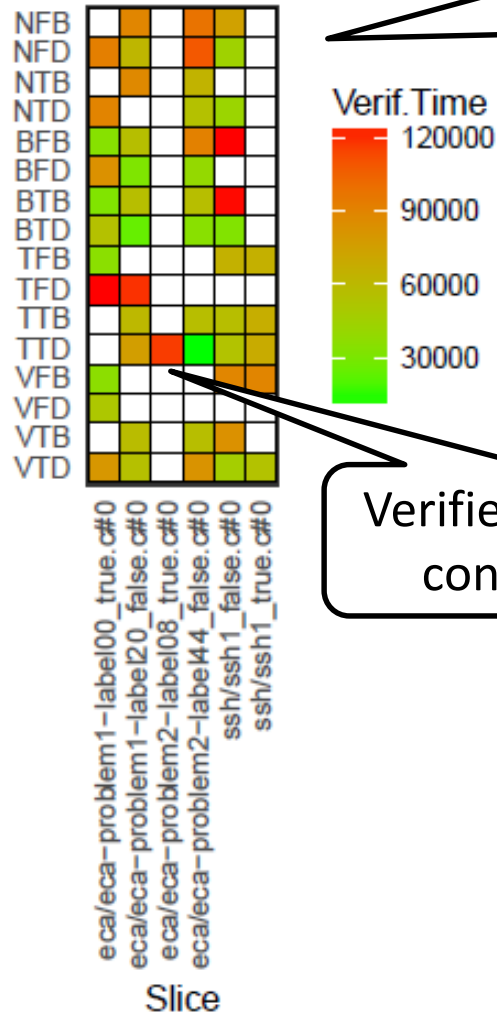 NFB
NFD
NTB
NTD
BFB
BFD
BTB
BTD
TFB
TFD
TTB
TTD
VFB
VFD
VTB
VTD
Verif.Time
120000
90000
60000
30000
Verifie
con
eca/eca-problem1-label00_true.c#0
eca/eca-problem1-label20_false.c#0
eca/eca-problem2-label08_true.c#0
eca/eca-problem2-label44_false.c#0
ssh/ssh1_false.c#0
ssh/ssh1_true.c#0
Slice